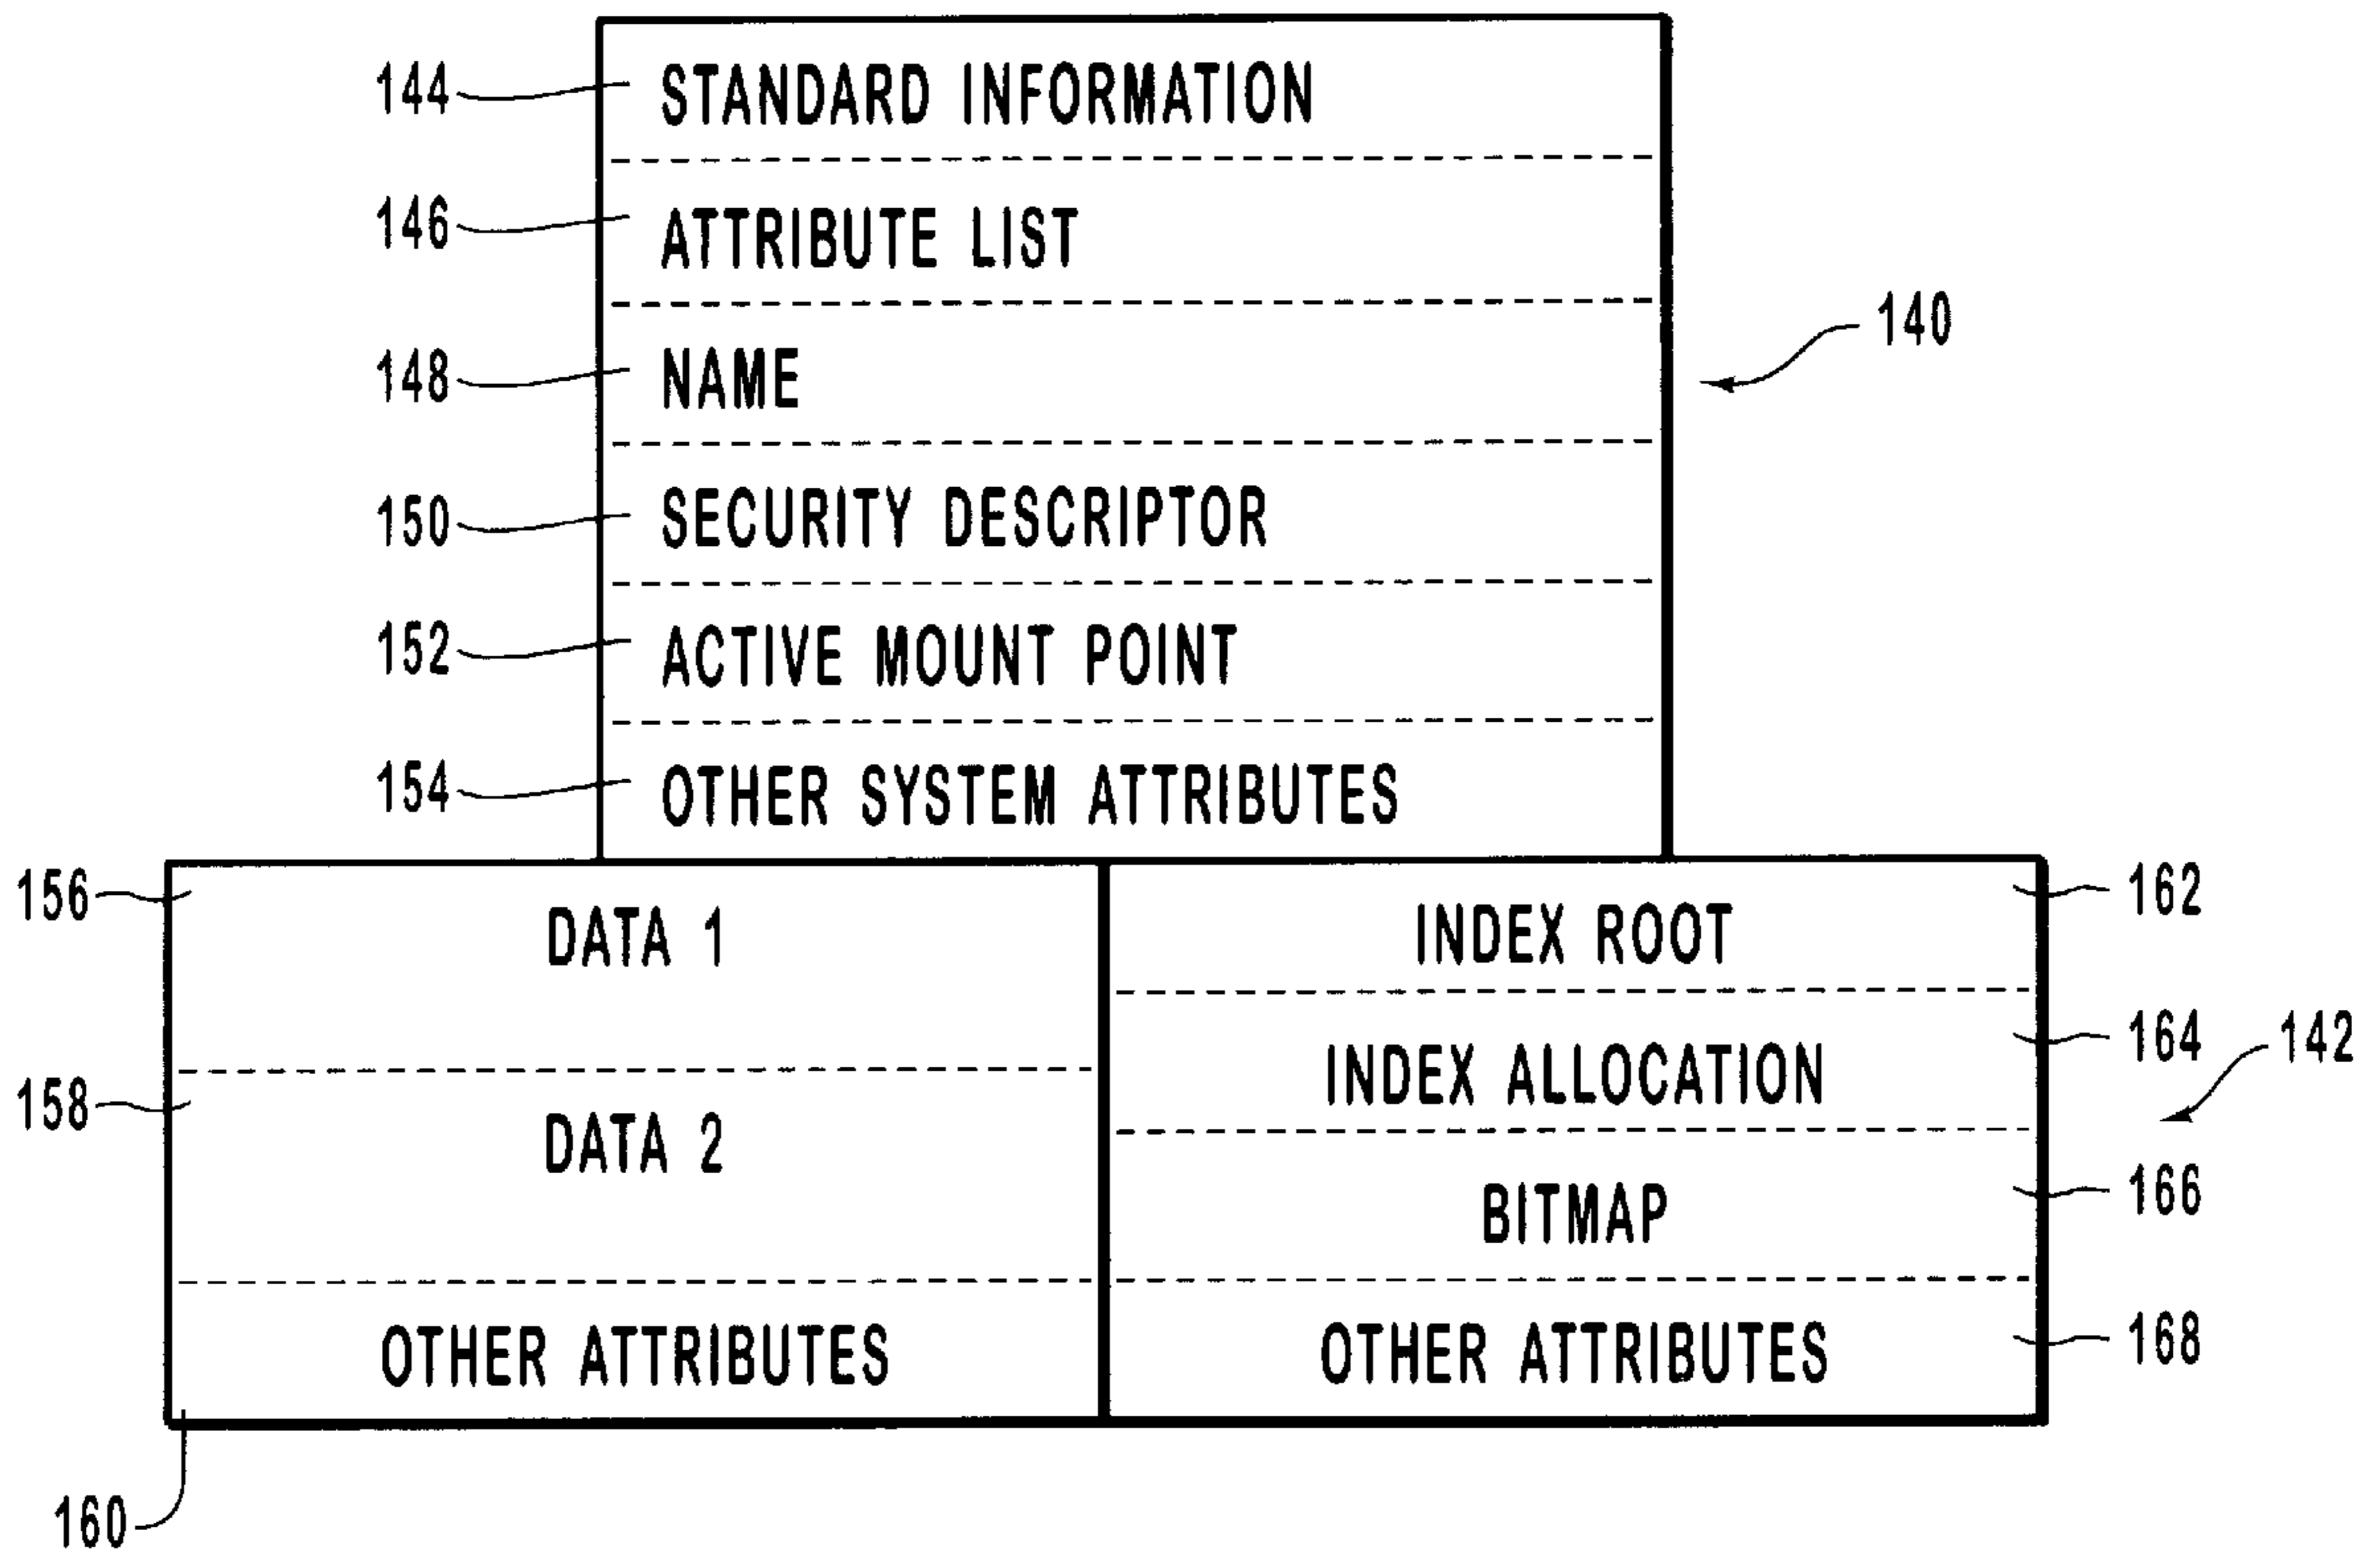 144 STANDARD INFORMATION
146 ATTRIBUTE LIST
148 NAME
140
150 SECURITY DESCRIPTOR
152 ACTIVE MOUNT POINT
154 OTHER SYSTEM ATTRIBUTES
156 DATA 1
158 DATA 2
OTHER ATTRIBUTES
160
INDEX ROOT 162
INDEX ALLOCATION 164
142
BITMAP 166
OTHER ATTRIBUTES 168